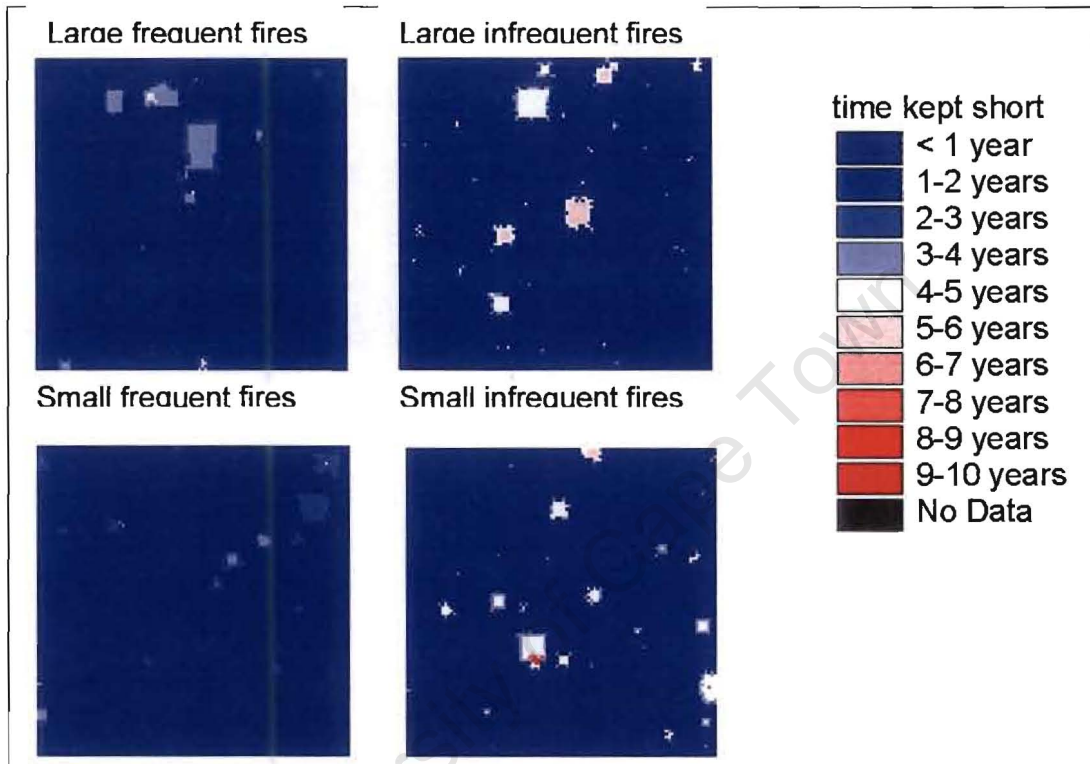 Large frequent fires
Large infrequent fires
time kept short
< 1 year
1-2 years
2-3 years
3-4 years
4-5 years
5-6 years
6-7 years
7-8 years
8-9 years
9-10 years
No Data
Small frequent fires
Small infrequent fires
Cape Town